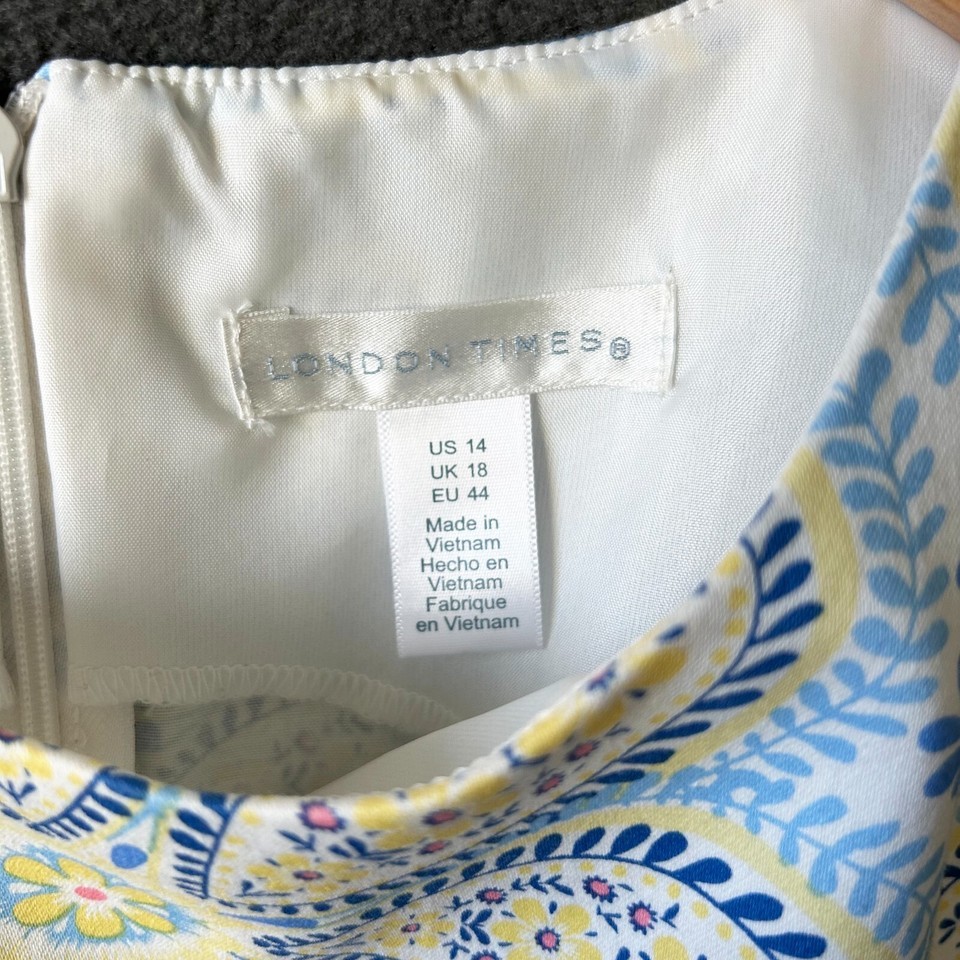 LONDON TIMES®
US 14
UK 18
EU 44
Made in
Vietnam
Hecho en
Vietnam
Fabrique
en Vietnam